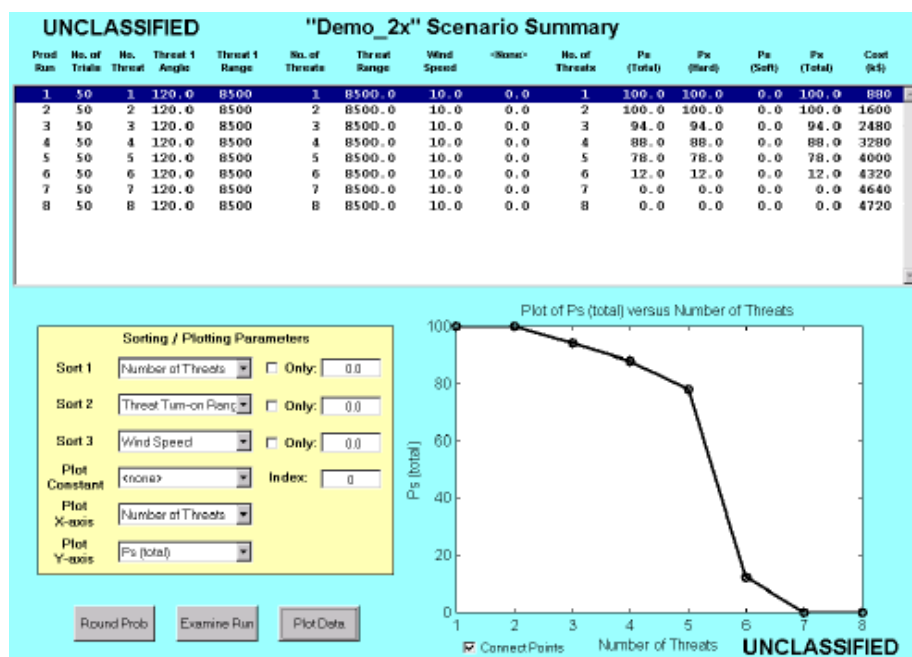 UNCLASSIFIED "Demo_2x" Scenario Summary
Prod No. of No. Threat 1 Threat 1 No. of Threat Wind <None> No. of Ps Px Ps Px Cost
Run Trials Threat Angle Range Threats Range Speed Threats (Total) (Hard) (Soft) (Total) (k$)
1 50 1 120.0 8500 1 8500.0 10.0 0.0 1 100.0 100.0 0.0 100.0 880
2 50 2 120.0 8500 2 8500.0 10.0 0.0 2 100.0 100.0 0.0 100.0 1600
3 50 3 120.0 8500 3 8500.0 10.0 0.0 3 94.0 94.0 0.0 94.0 2480
4 50 4 120.0 8500 4 8500.0 10.0 0.0 4 88.0 88.0 0.0 88.0 3280
5 50 5 120.0 8500 5 8500.0 10.0 0.0 5 78.0 78.0 0.0 78.0 4000
6 50 6 120.0 8500 6 8500.0 10.0 0.0 6 12.0 12.0 0.0 12.0 4320
7 50 7 120.0 8500 7 8500.0 10.0 0.0 7 0.0 0.0 0.0 0.0 4640
8 50 8 120.0 8500 8 8500.0 10.0 0.0 8 0.0 0.0 0.0 0.0 4720
Sorting / Plotting Parameters
Sort 1 Number of Threats Only: 0.0
Sort 2 Threat Turn-on Rang Only: 0.0
Sort 3 Wind Speed Only: 0.0
Plot
Constant <none> Index: 0
Plot
X-axis Number of Threats
Plot
Y-axis Ps (total)
Round Prob Examine Run Plot Data
Plot of Ps (total) versus Number of Threats
100
80
60
40
20
0
Ps (total)
1 2 3 4 5 6 7 8
Connect Points Number of Threats UNCLASSIFIED